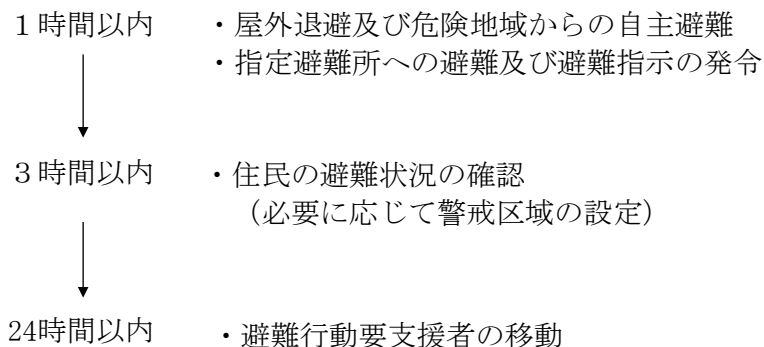 １時間以内　・屋外退避及び危険地域からの自主避難
・指定避難所への避難及び避難指示の発令
３時間以内　・住民の避難状況の確認
（必要に応じて警戒区域の設定）
24時間以内　・避難行動要支援者の移動